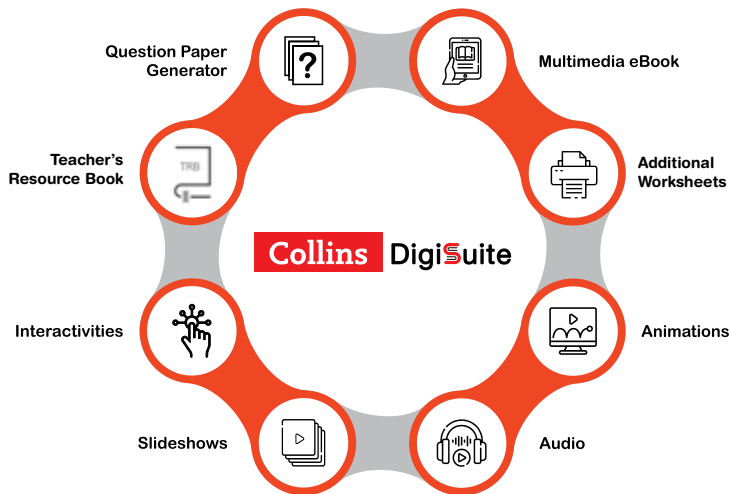 Question Paper
Generator
Multimedia eBook
Teacher's
Resource Book
TRB
Additional
Worksheets
Collins DigiSuite
Interactivities
Animations
Slideshows
Audio
?